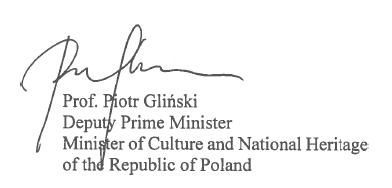 Prof. Piotr Gliński
Deputy Prime Minister
Minister of Culture and National Heritage
of the Republic of Poland